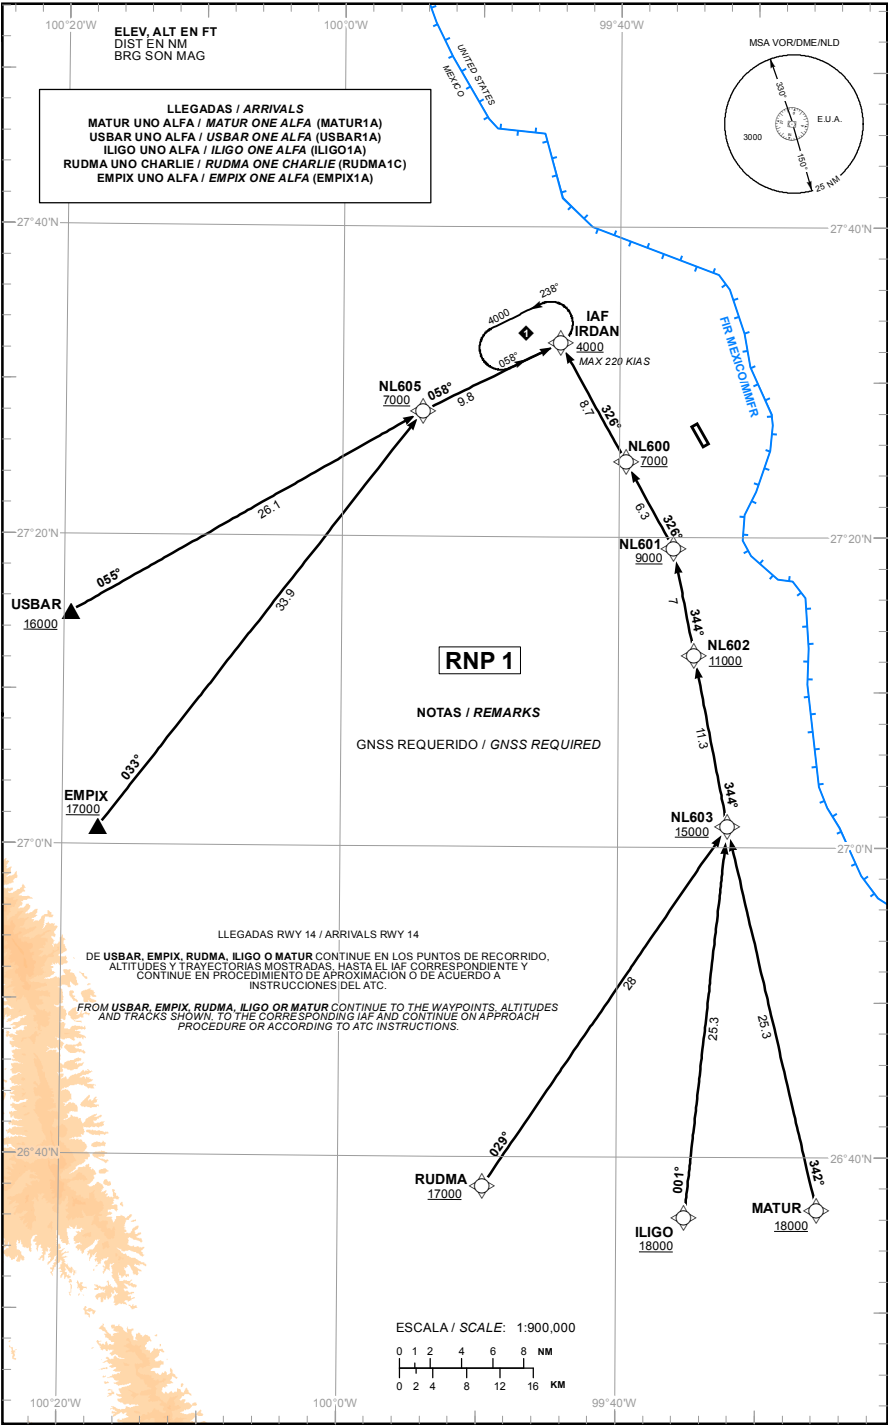 100°20'W
100°0'W
99°40'W
ELEV, ALT EN FT
DIST EN NM
BRG SON MAG
UNITED STATES
MEXICO
MSA VOR/DME/NLD
330°
E.U.A.
3000
150°
25 NM
LLEGADAS / ARRIVALS
MATUR UNO ALFA / MATUR ONE ALFA (MATUR1A)
USBAR UNO ALFA / USBAR ONE ALFA (USBAR1A)
ILIGO UNO ALFA / ILIGO ONE ALFA (ILIGO1A)
RUDMA UNO CHARLIE / RUDMA ONE CHARLIE (RUDMA1C)
EMPIX UNO ALFA / EMPIX ONE ALFA (EMPIX1A)
27°40'N
27°40'N
238°
4000
1
058°
IAF
IRDAN
4000
MAX 220 KIAS
FIR MEXICO/MMFR
NL605
7000
058°
9.8
8.7
326°
NL600
7000
6.3
326°
26.1
27°20'N
27°20'N
NL601
9000
055°
USBAR
16000
33.9
7
344°
NL602
11000
RNP 1
NOTAS / REMARKS
GNSS REQUERIDO / GNSS REQUIRED
11.3
033°
EMPIX
17000
344°
NL603
15000
27°0'N
27°0'N
LLEGADAS RWY 14 / ARRIVALS RWY 14
DE USBAR, EMPIX, RUDMA, ILIGO O MATUR CONTINUE EN LOS PUNTOS DE RECORRIDO,
ALTITUDES Y TRAYECTORIAS MOSTRADAS, HASTA EL IAF CORRESPONDIENTE Y
CONTINUE EN PROCEDIMIENTO DE APROXIMACIÓN O DE ACUERDO A
INSTRUCCIONES DEL ATC.
FROM USBAR, EMPIX, RUDMA, ILIGO OR MATUR CONTINUE TO THE WAYPOINTS, ALTITUDES
AND TRACKS SHOWN, TO THE CORRESPONDING IAF AND CONTINUE ON APPROACH
PROCEDURE OR ACCORDING TO ATC INSTRUCTIONS.
28
25.3
25.3
26°40'N
26°40'N
029°
RUDMA
17000
001°
ILIGO
18000
342°
MATUR
18000
ESCALA / SCALE: 1:900,000
0 1 2 4 6 8 NM
0 2 4 8 12 16 KM
100°20'W
100°0'W
99°40'W